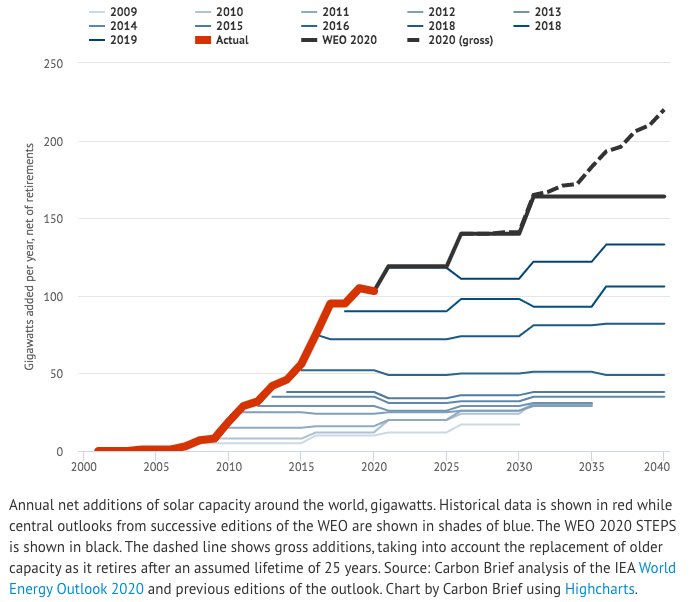 2009 2010 2011 2012 2013
2014 2015 2016 2018 2018
2019 Actual WEO 2020 2020 (gross)
250
200
150
100
50
0
Gigawatts added per year, net of retirements
2000 2005 2010 2015 2020 2025 2030 2035 2040
Annual net additions of solar capacity around the world, gigawatts. Historical data is shown in red while
central outlooks from successive editions of the WEO are shown in shades of blue. The WEO 2020 STEPS
is shown in black. The dashed line shows gross additions, taking into account the replacement of older
capacity as it retires after an assumed lifetime of 25 years. Source: Carbon Brief analysis of the IEA World
Energy Outlook 2020 and previous editions of the outlook. Chart by Carbon Brief using Highcharts.